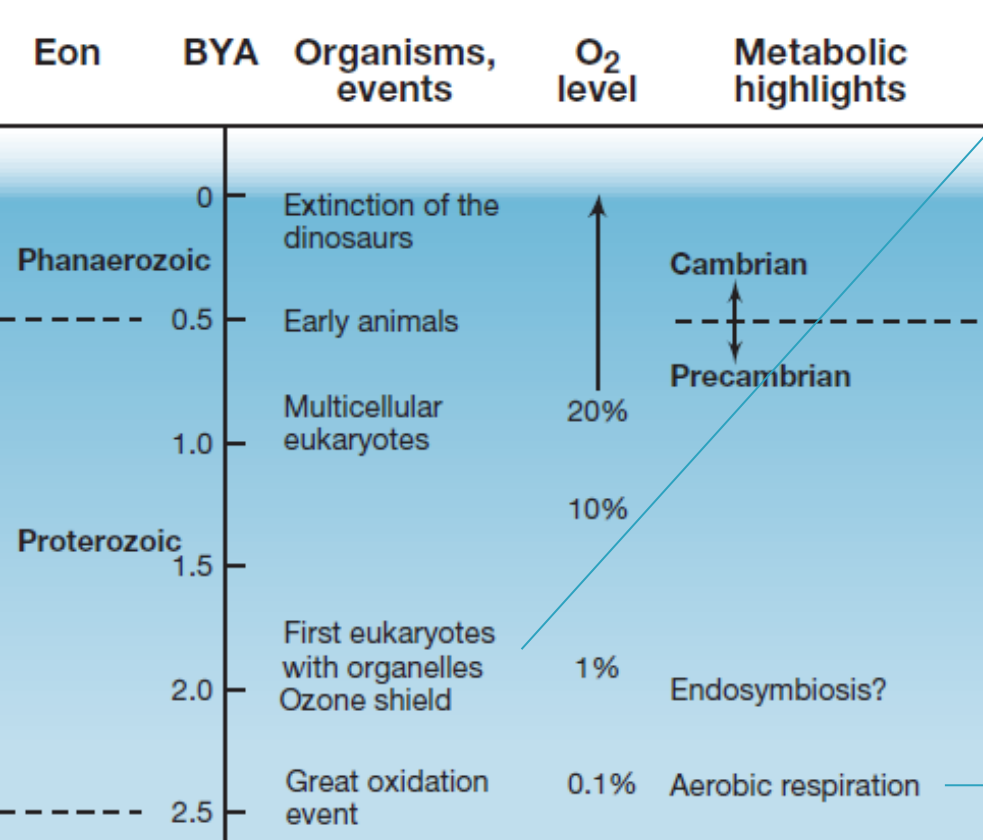 Eon BYA Organisms, events O2 level Metabolic highlights
0 Extinction of the
dinosaurs
Phanaerozoic Cambrian
0.5 Early animals
Precambrian
Multicellular 20%
1.0 eukaryotes
10%
Proterozoic
1.5
First eukaryotes
with organelles 1%
2.0 Ozone shield Endosymbiosis?
Great oxidation 0.1% Aerobic respiration
2.5 event